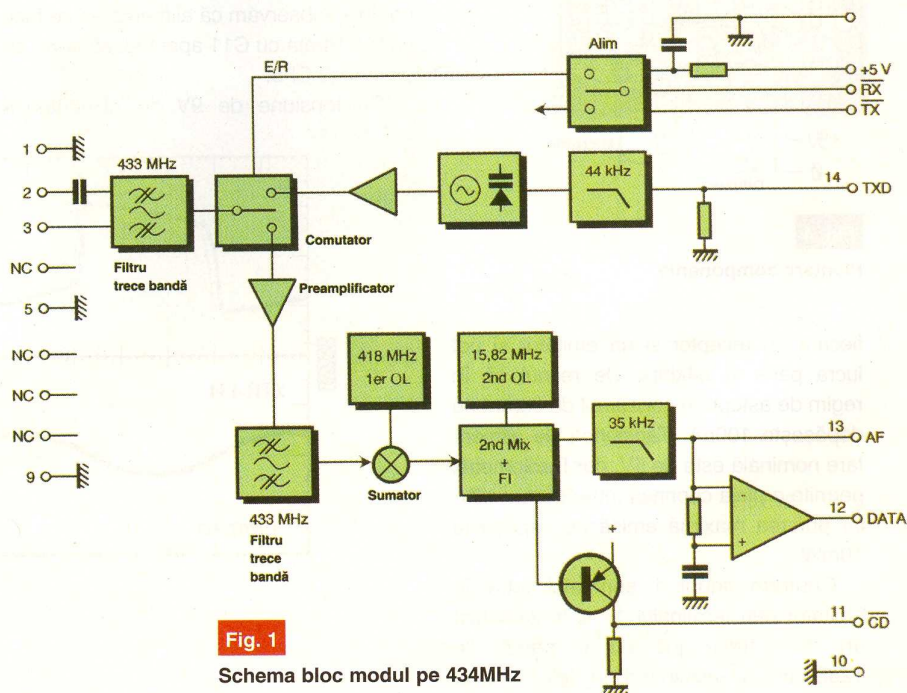 Alim
E/R
+5 V
RX
TX
1
433 MHz
44 kHz
14
TXD
2
3
Comutator
Filtru
trece bandă
Preamplificator
NC
5
NC
418 MHz
1er OL
15,82 MHz
2nd OL
NC
35 kHz
13
AF
2nd Mix
FI
9
Sumator
12
DATA
+
433 MHz
Filtru
trece
bandă
+
11
CD
10
Fig. 1
Schema bloc modul pe 434MHz